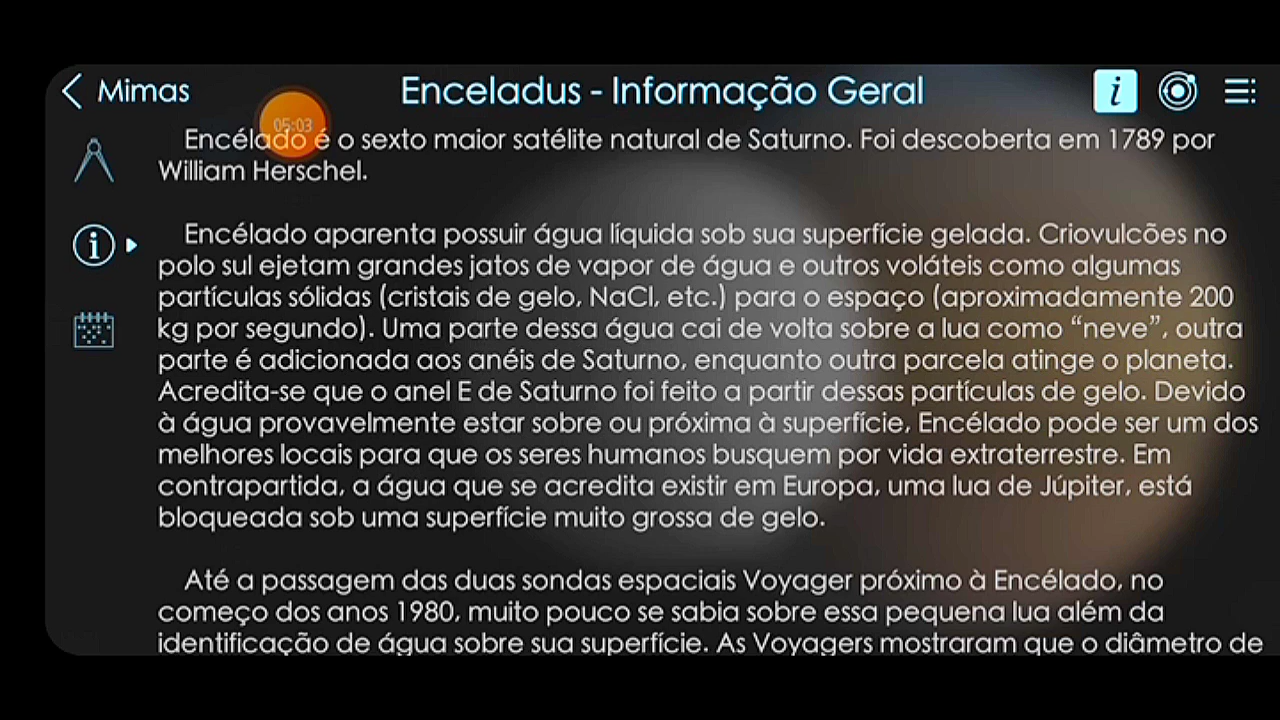 Mimas
Enceladus - Informação Geral
05:03
Encélado é o sexto maior satélite natural de Saturno. Foi descoberta em 1789 por
William Herschel.
Encélado aparenta possuir água líquida sob sua superfície gelada. Criovulcões no
polo sul ejetam grandes jatos de vapor de água e outros voláteis como algumas
partículas sólidas (cristais de gelo, NaCl, etc.) para o espaço (aproximadamente 200
kg por segundo). Uma parte dessa água cai de volta sobre a lua como “neve”, outra
parte é adicionada aos anéis de Saturno, enquanto outra parcela atinge o planeta.
Acredita-se que o anel E de Saturno foi feito a partir dessas partículas de gelo. Devido
à água provavelmente estar sobre ou próxima à superfície, Encélado pode ser um dos
melhores locais para que os seres humanos busquem por vida extraterrestre. Em
contrapartida, a água que se acredita existir em Europa, uma lua de Júpiter, está
bloqueada sob uma superfície muito grossa de gelo.
Até a passagem das duas sondas espaciais Voyager próximo à Encélado, no
começo dos anos 1980, muito pouco se sabia sobre essa pequena lua além da
identificação de água sobre sua superfície. As Voyagers mostraram que o diâmetro de